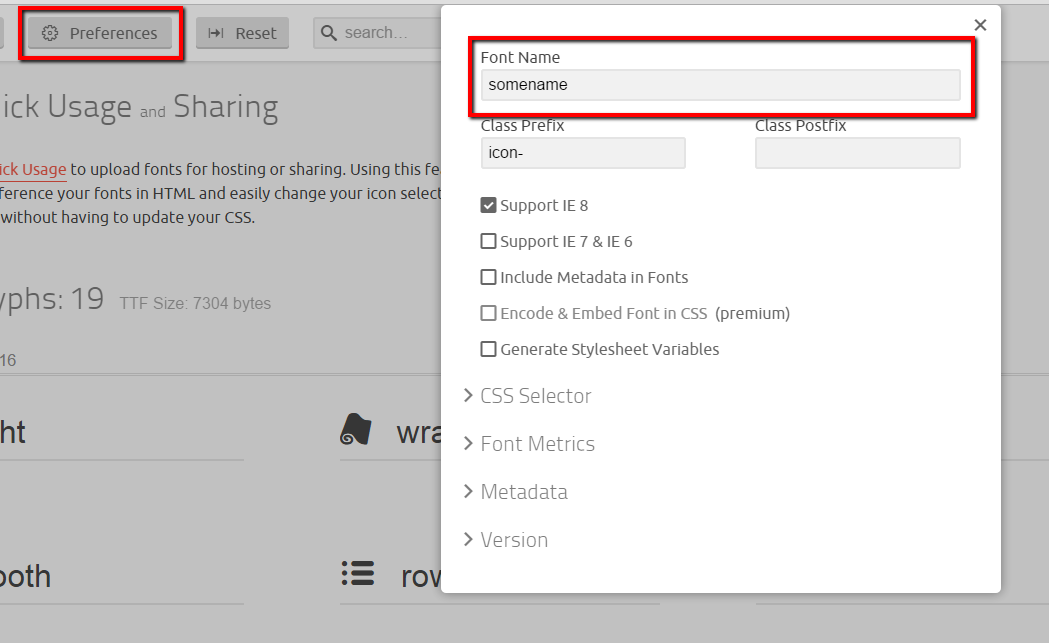 Preferences
Reset
search...
ick Usage and Sharing
ick Usage to upload fonts for hosting or sharing. Using this fe
ference your fonts in HTML and easily change your icon select
without having to update your CSS.
yphs: 19 TTF Size: 7304 bytes
16
ht
wra
ooth
row
Font Name
somename
Class Prefix
Class Postfix
icon-
Support IE 8
Support IE 7 & IE 6
Include Metadata in Fonts
Encode & Embed Font in CSS (premium)
Generate Stylesheet Variables
CSS Selector
Font Metrics
Metadata
Version